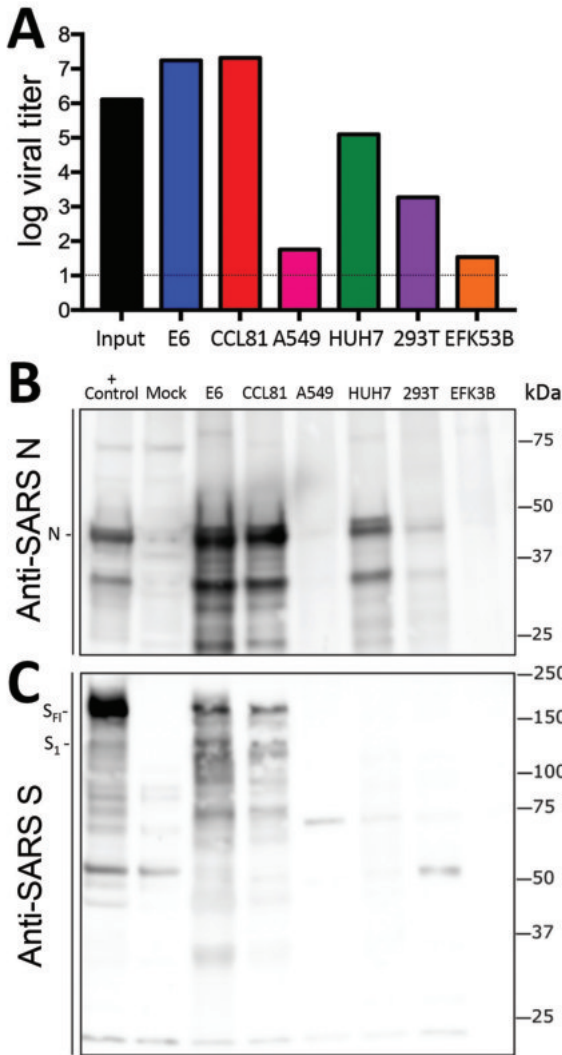 A
log viral titer
8
7
6
5
4
3
2
1
0
Input E6 CCL81 A549 HUH7 293T EFK53B
B
+
Control Mock E6 CCL81 A549 HUH7 293T EFK3B kDa
Anti-SARS N
N -
-75
-50
-37
-25
C
Anti-SARS S
SFI-
S1-
-250
-150
-100
-75
-50
-37
-25